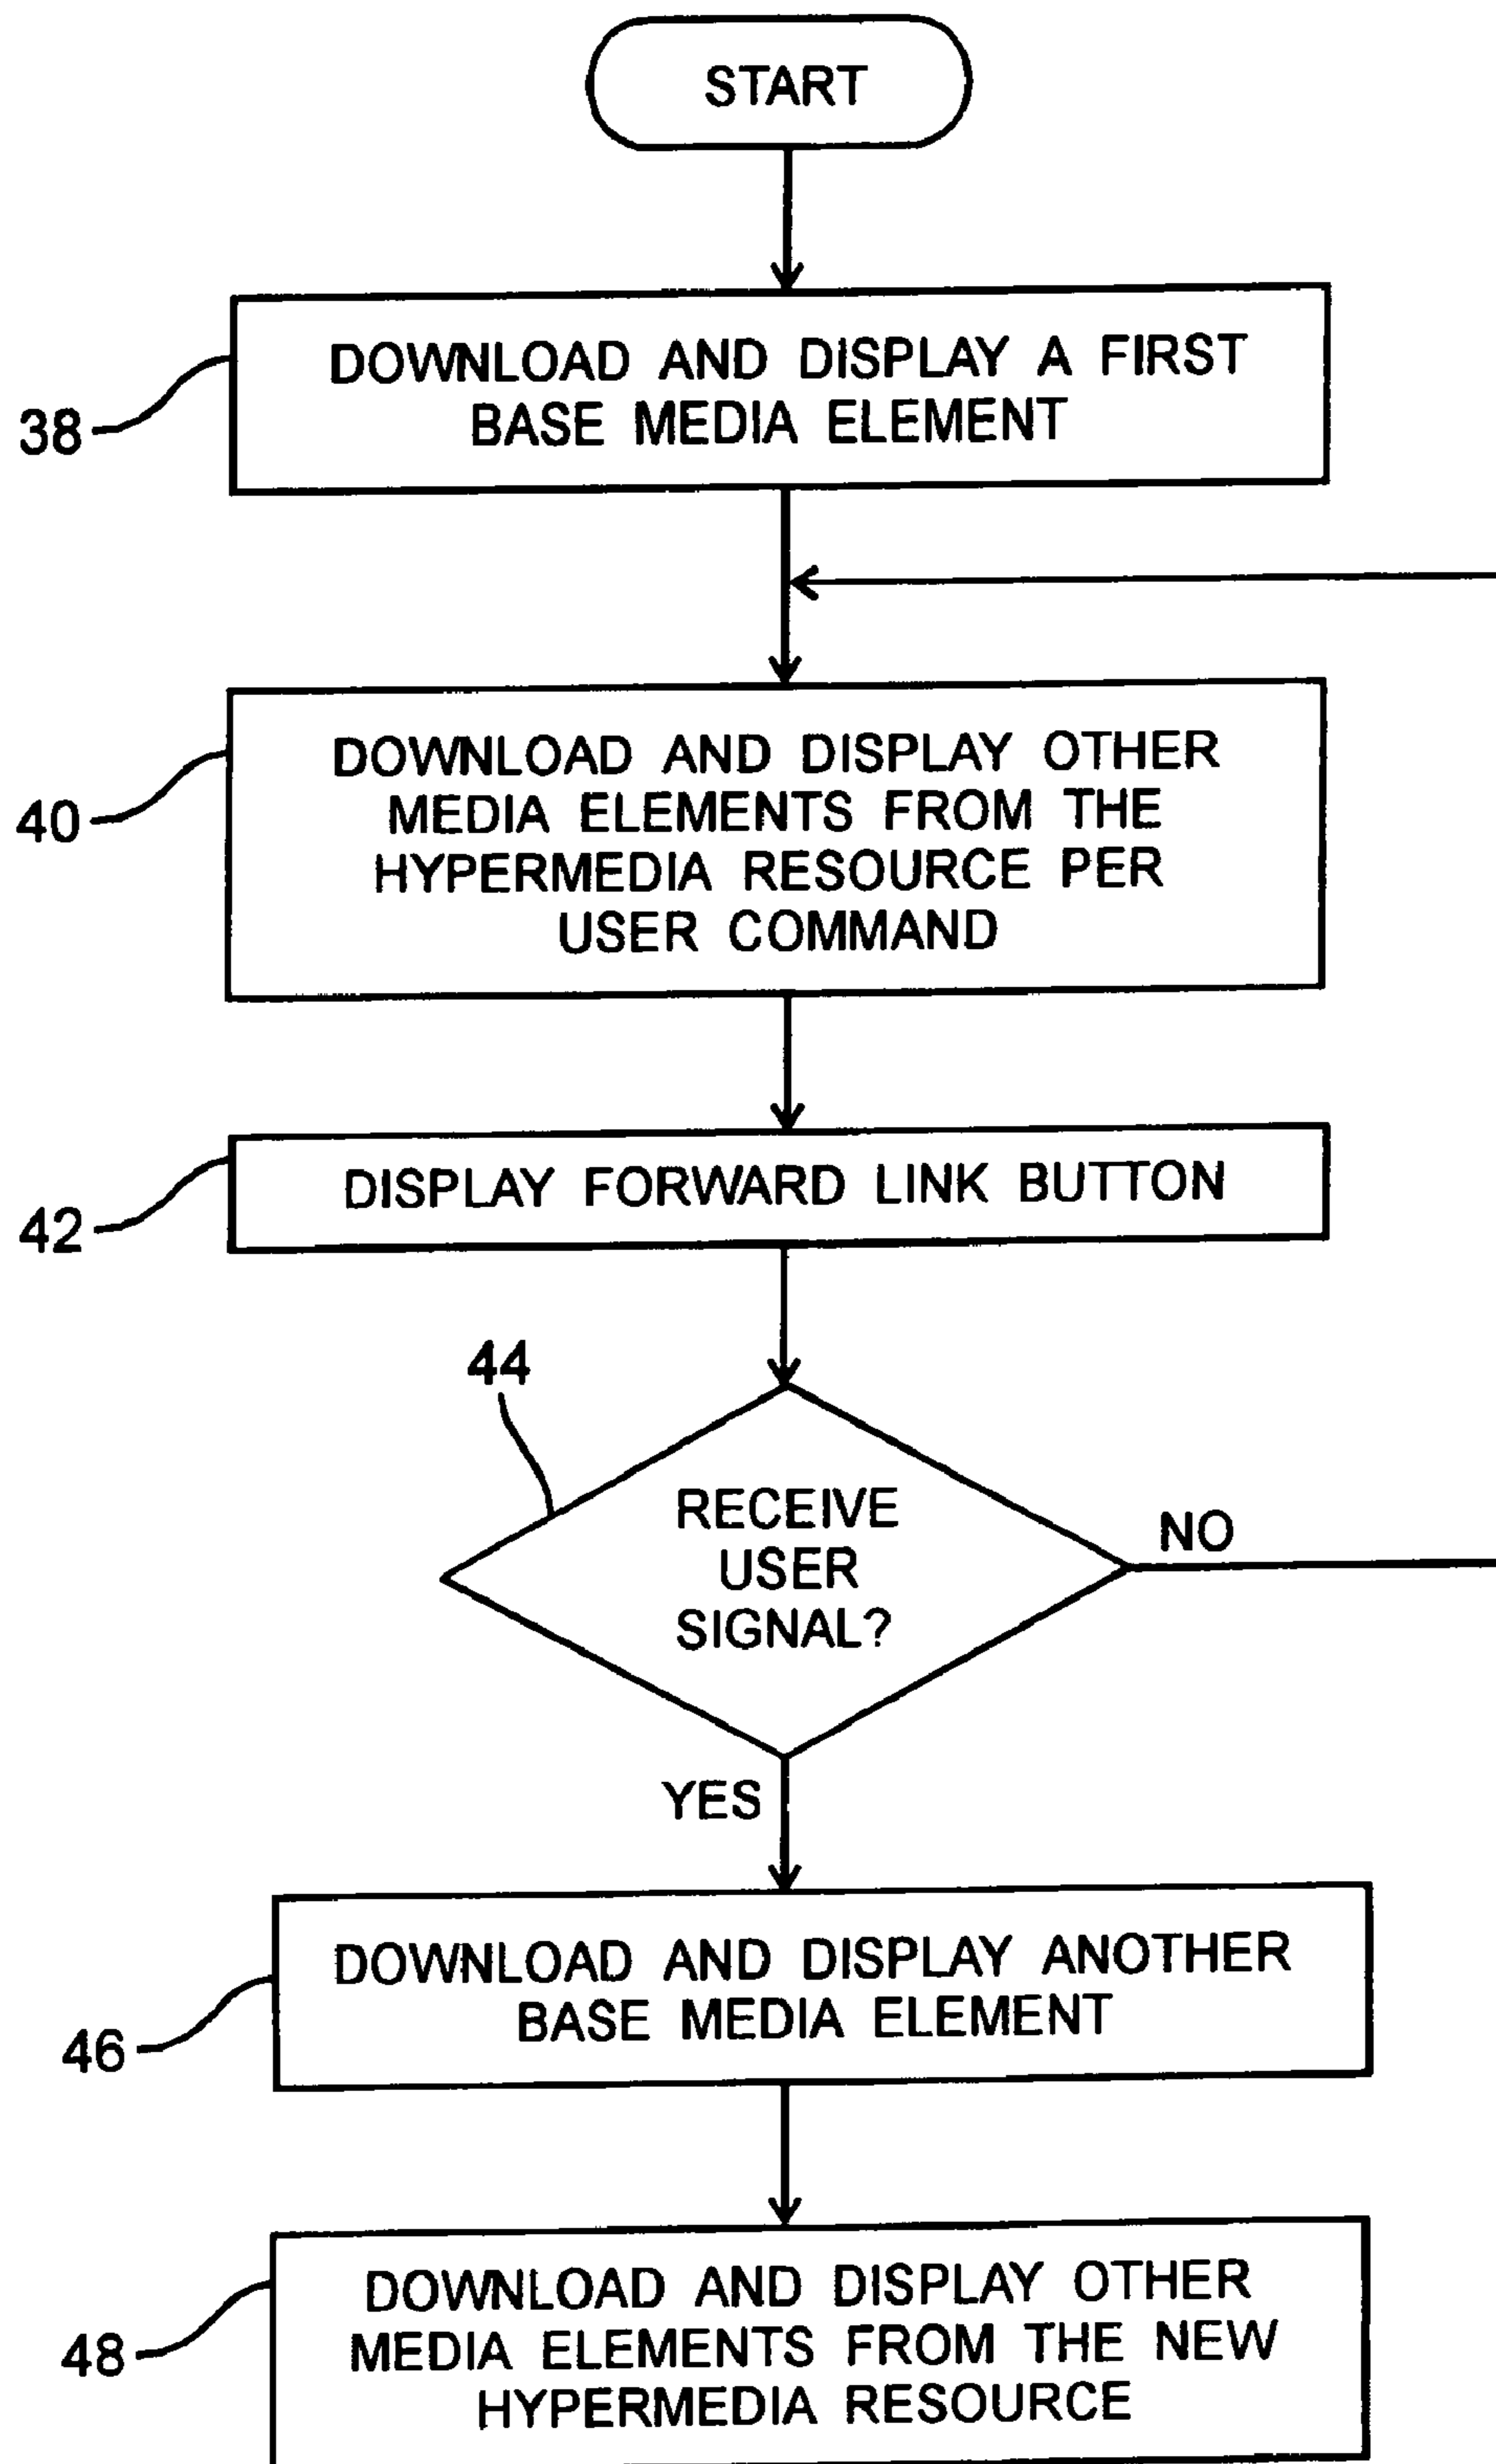 START
DOWNLOAD AND DISPLAY A FIRST
BASE MEDIA ELEMENT
38
DOWNLOAD AND DISPLAY OTHER
MEDIA ELEMENTS FROM THE
HYPERMEDIA RESOURCE PER
USER COMMAND
40
DISPLAY FORWARD LINK BUTTON
42
44
RECEIVE
USER
SIGNAL?
NO
YES
DOWNLOAD AND DISPLAY ANOTHER
BASE MEDIA ELEMENT
46
DOWNLOAD AND DISPLAY OTHER
MEDIA ELEMENTS FROM THE NEW
HYPERMEDIA RESOURCE
48